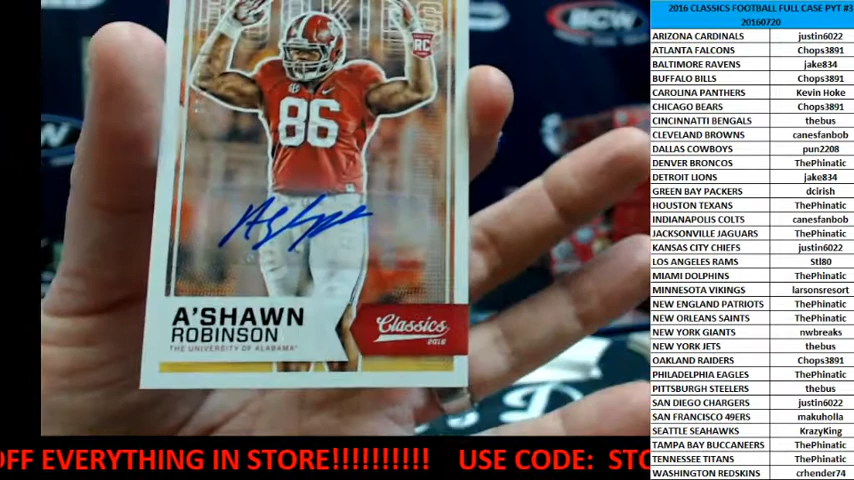 2016 CLASSICS FOOTBALL FULL CASE PYT #3
20160720
ARIZONA CARDINALS justin6022
ATLANTA FALCONS Chops3891
BALTIMORE RAVENS jake834
BUFFALO BILLS Chops3891
CAROLINA PANTHERS Kevin Hoke
CHICAGO BEARS Chops3891
CINCINNATI BENGALS thebus
CLEVELAND BROWNS canesfanbob
DALLAS COWBOYS pun2208
DENVER BRONCOS ThePhinatic
DETROIT LIONS jake834
GREEN BAY PACKERS dcirish
HOUSTON TEXANS ThePhinatic
INDIANAPOLIS COLTS canesfanbob
JACKSONVILLE JAGUARS ThePhinatic
KANSAS CITY CHIEFS justin6022
LOS ANGELES RAMS Stl80
MIAMI DOLPHINS ThePhinatic
MINNESOTA VIKINGS larsonsresort
NEW ENGLAND PATRIOTS ThePhinatic
NEW ORLEANS SAINTS ThePhinatic
NEW YORK GIANTS nwbreaks
NEW YORK JETS thebus
OAKLAND RAIDERS Chops3891
PHILADELPHIA EAGLES ThePhinatic
PITTSBURGH STEELERS thebus
SAN DIEGO CHARGERS justin6022
SAN FRANCISCO 49ERS makuholla
SEATTLE SEAHAWKS KrazyKing
TAMPA BAY BUCCANEERS ThePhinatic
TENNESSEE TITANS ThePhinatic
WASHINGTON REDSKINS crhender74
RC
86
A'SHAWN
ROBINSON
THE UNIVERSITY OF ALABAMA
Classics
2016
BCW
OFF EVERYTHING IN STORE!!!!!!!!!! USE CODE: STO